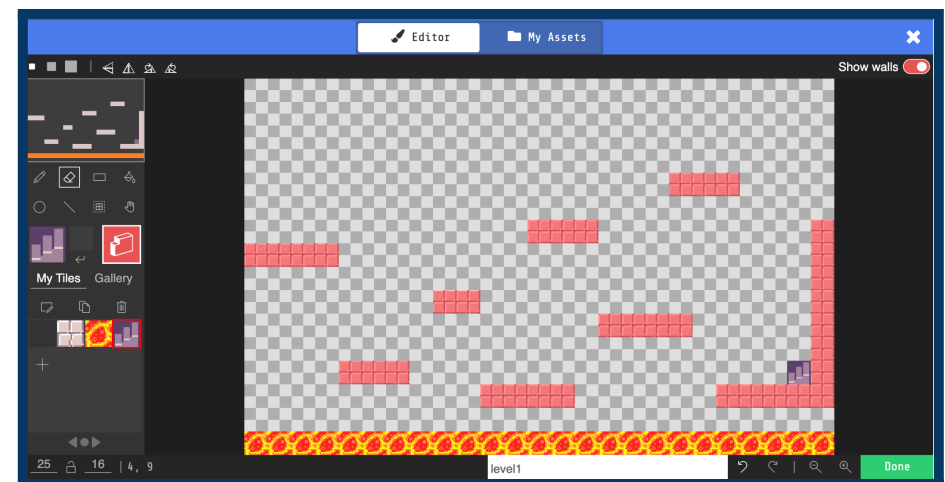 Editor
My Assets
Show walls
My Tiles
Gallery
25
16
4, 9
level1
Done